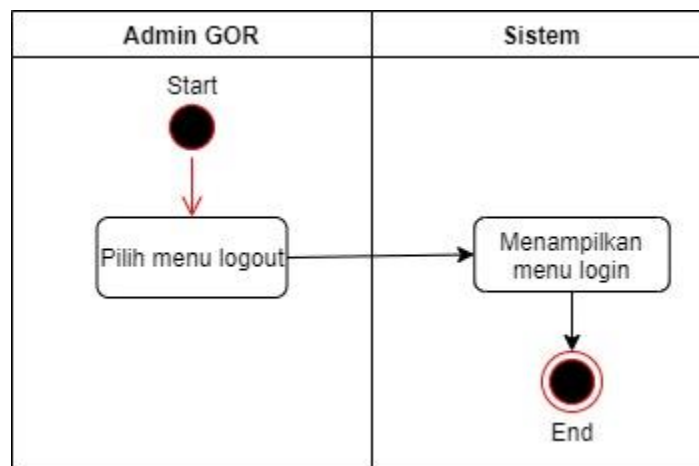 Admin GOR
Sistem
Start
Pilih menu logout
Menampilkan
menu login
End